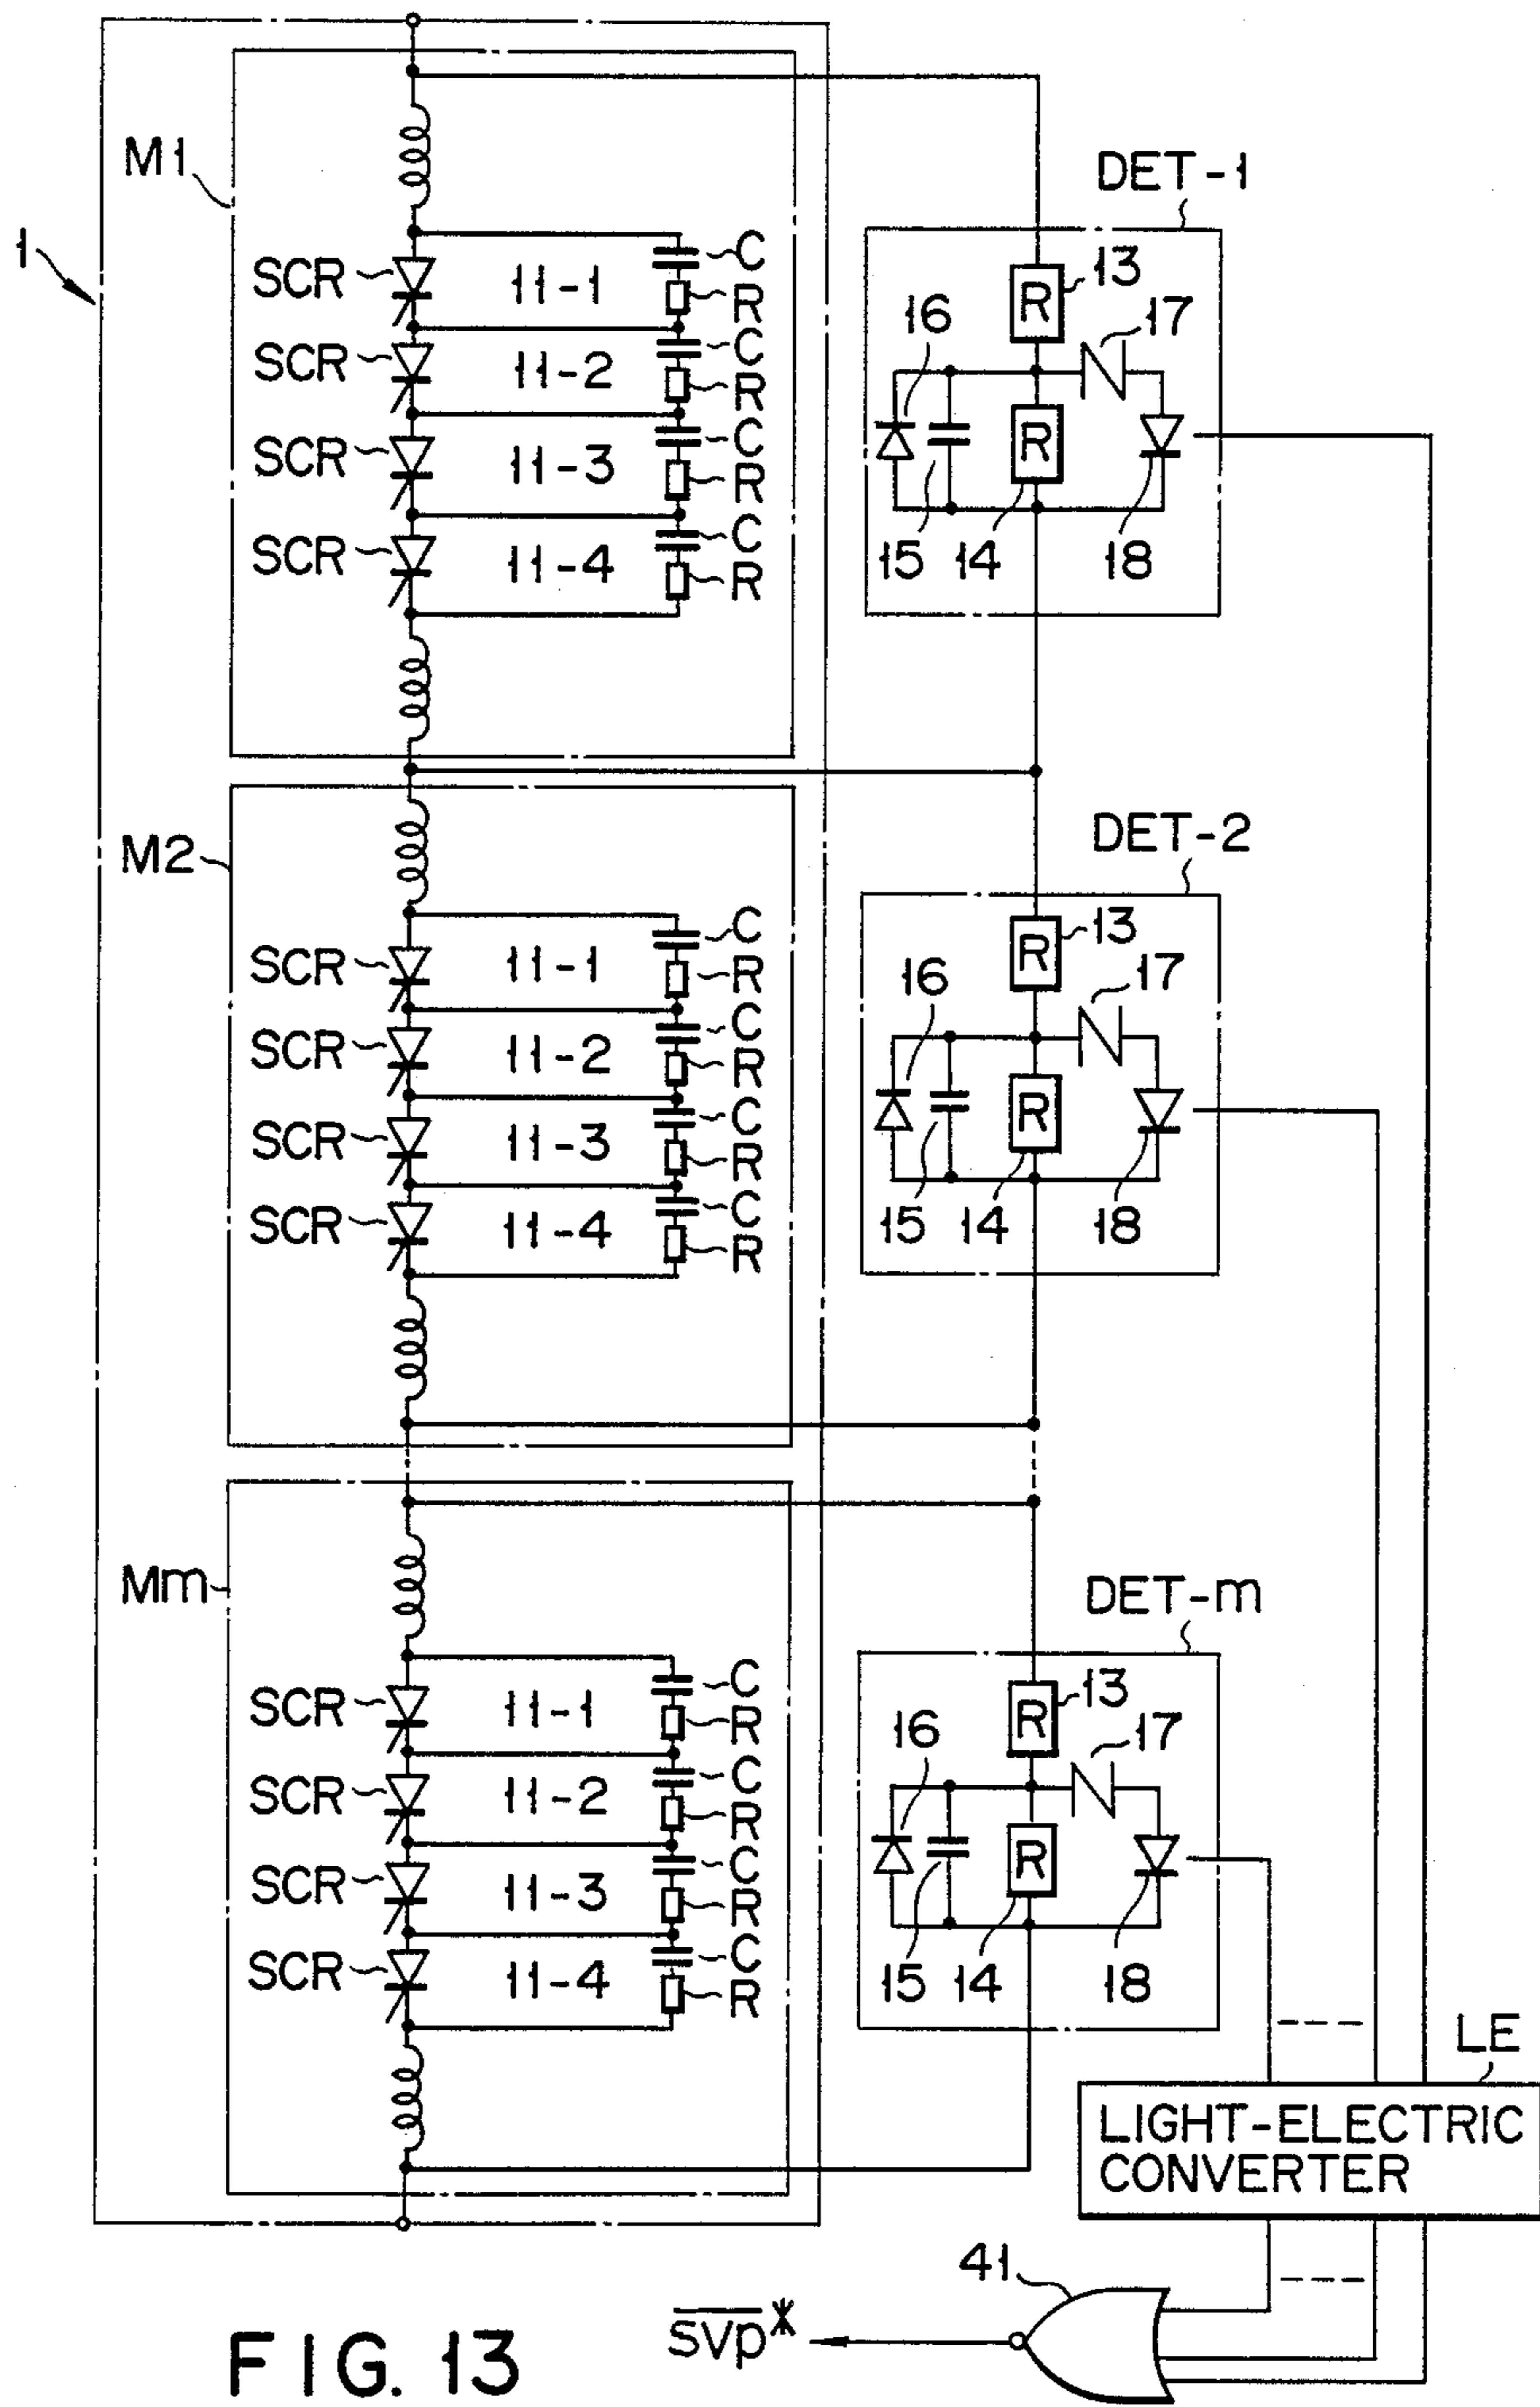 1
M1
SCR
11-1
C
R
SCR
11-2
C
R
SCR
11-3
C
R
SCR
11-4
C
R
DET-1
R
13
16
17
R
15
14
18
M2
SCR
11-1
C
R
SCR
11-2
C
R
SCR
11-3
C
R
SCR
11-4
C
R
DET-2
R
13
16
17
R
15
14
18
Mm
SCR
11-1
C
R
SCR
11-2
C
R
SCR
11-3
C
R
SCR
11-4
C
R
DET-m
R
13
16
17
R
15
14
18
LE
LIGHT-ELECTRIC
CONVERTER
41
S̅V̅p̅*
FIG. 13